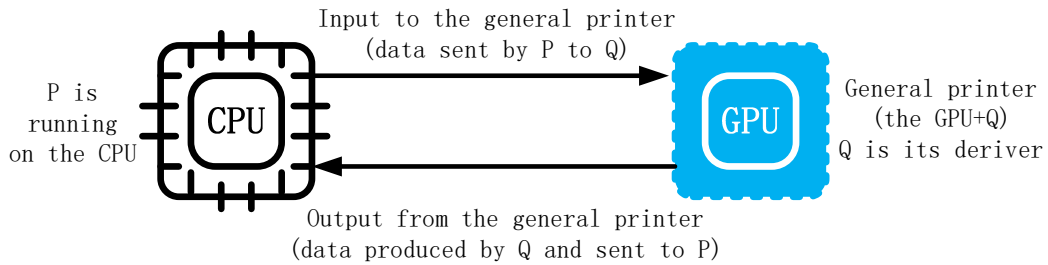 Input to the general printer
(data sent by P to Q)
P is
running
on the CPU
CPU
GPU
General printer
(the GPU+Q)
Q is its deriver
Output from the general printer
(data produced by Q and sent to P)